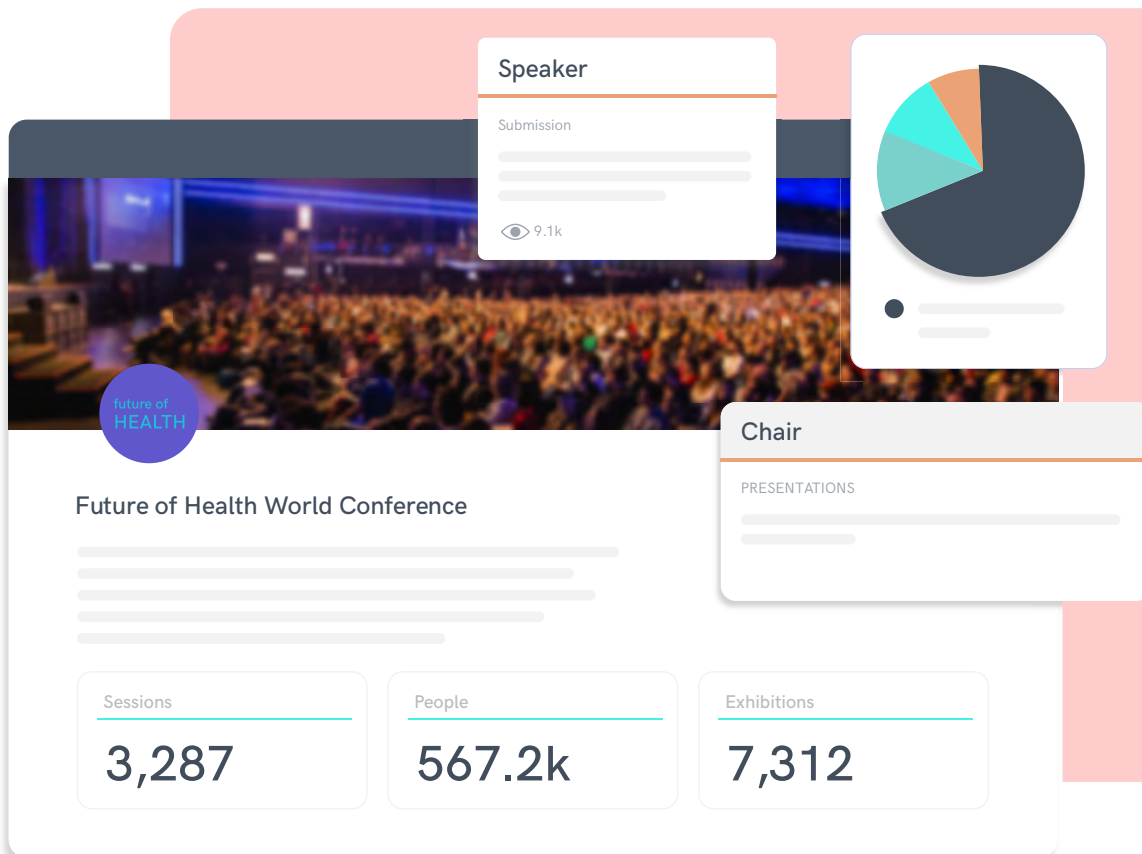 Speaker
Submission
9.1k
future of
HEALTH
Chair
PRESENTATIONS
Future of Health World Conference
Sessions
3,287
People
567.2k
Exhibitions
7,312